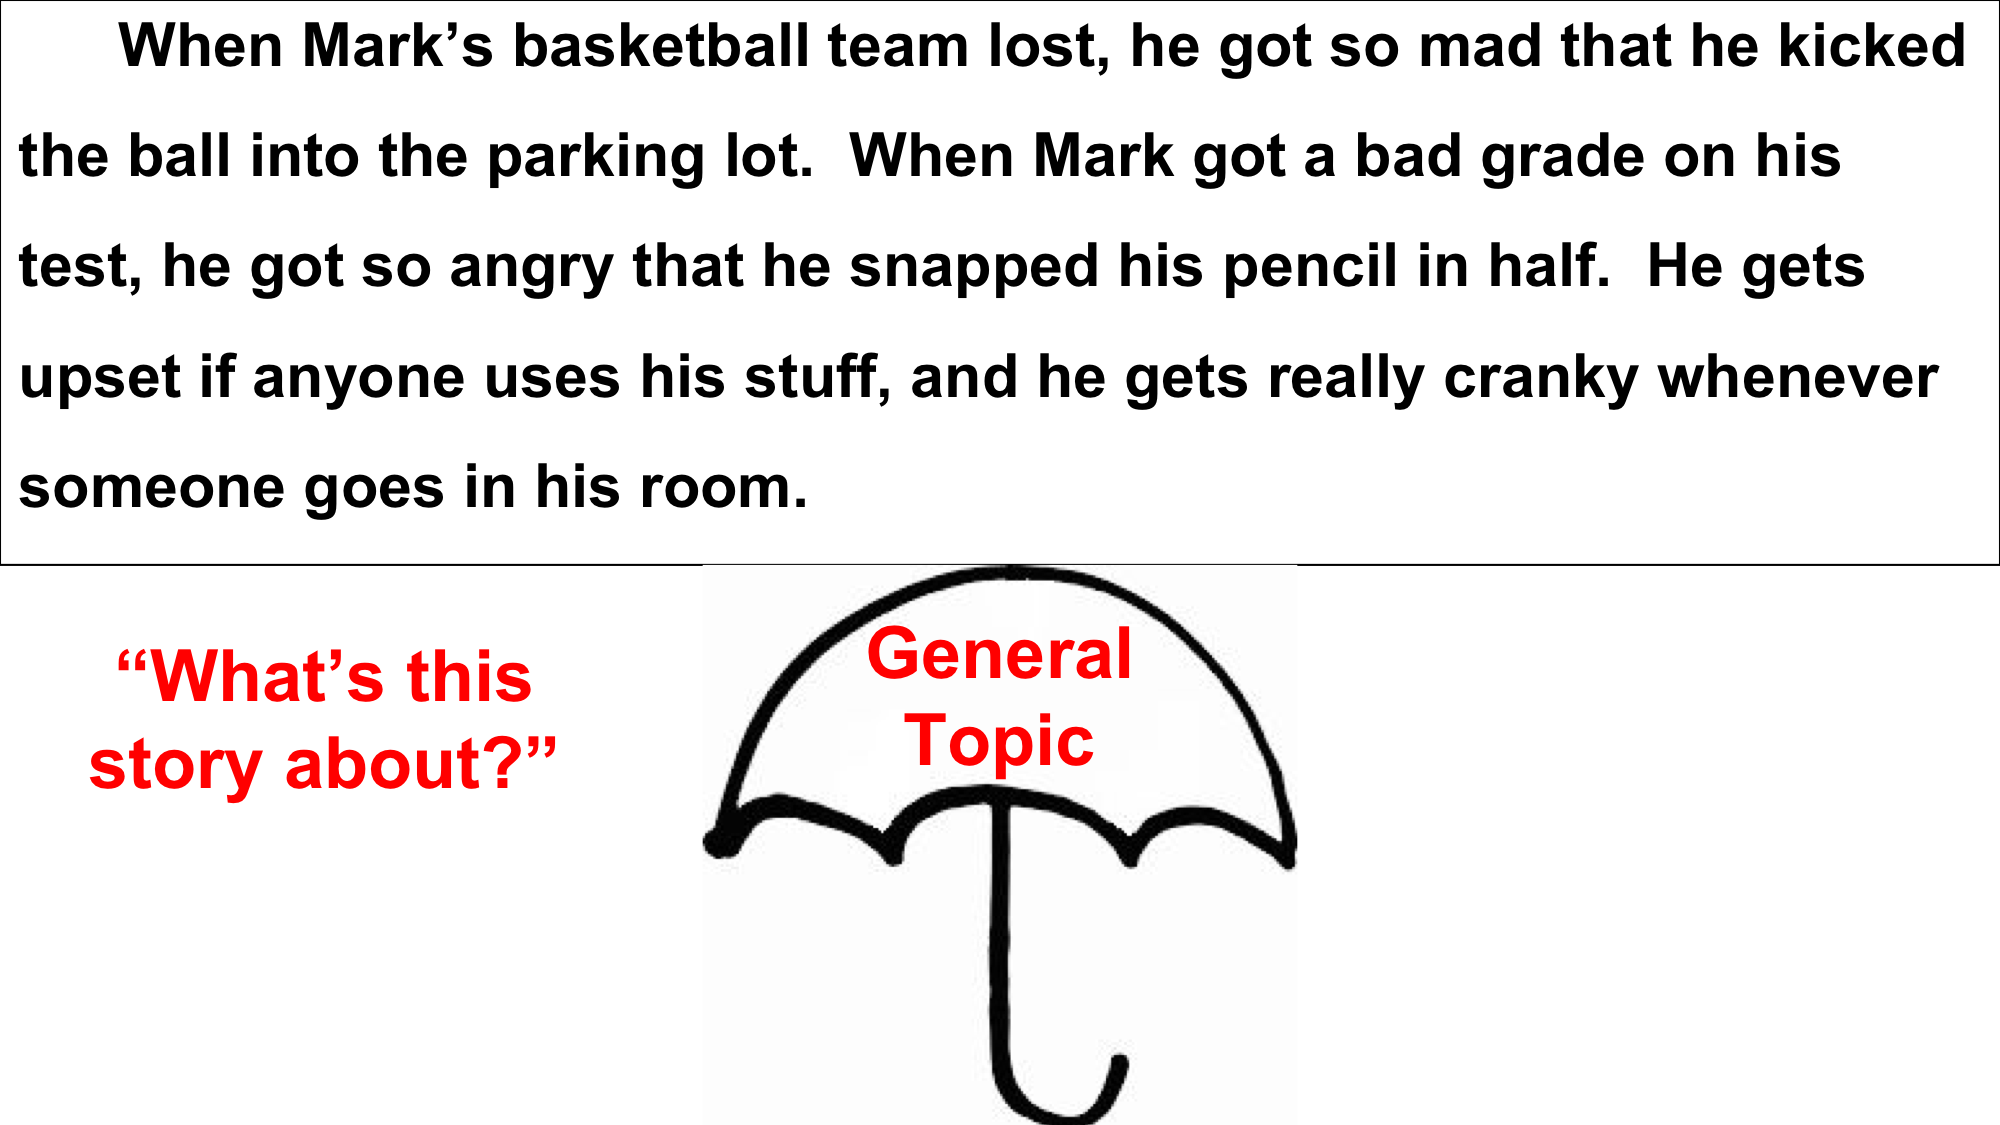 When Mark’s basketball team lost, he got so mad that he kicked
the ball into the parking lot.  When Mark got a bad grade on his
test, he got so angry that he snapped his pencil in half.  He gets
upset if anyone uses his stuff, and he gets really cranky whenever
someone goes in his room.
“What’s this
story about?”
General
Topic